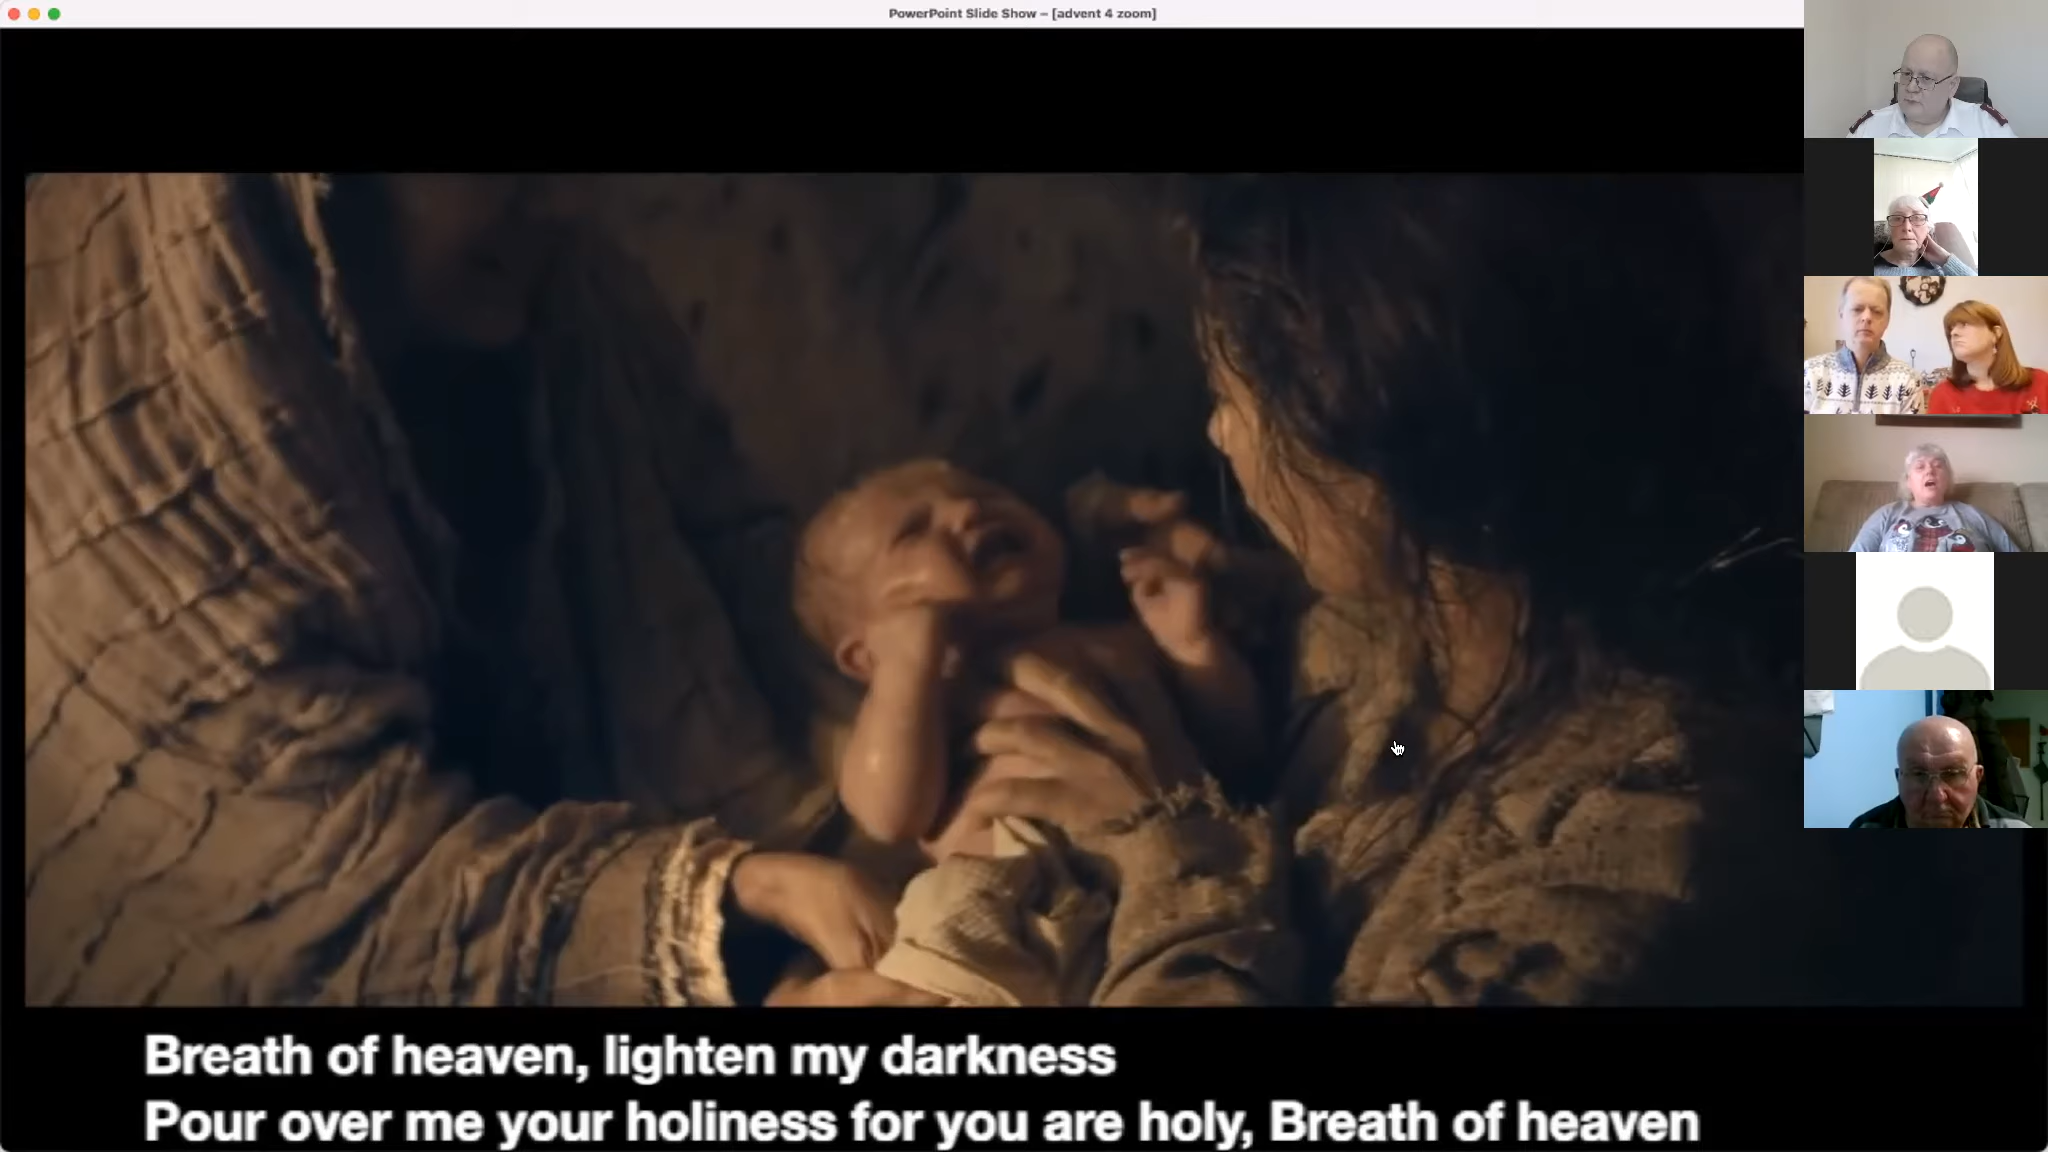 PowerPoint Slide Show – [advent 4 zoom]
Breath of heaven, lighten my darkness
Pour over me your holiness for you are holy, Breath of heaven